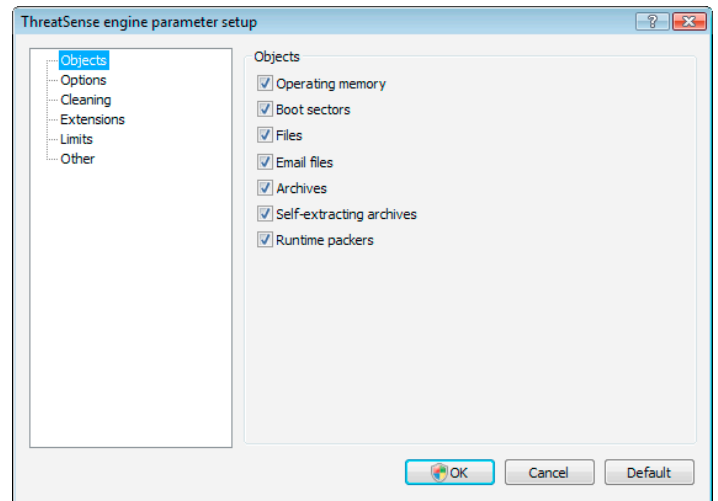 ThreatSense engine parameter setup
Objects
Options
Cleaning
Extensions
Limits
Other
Objects
Operating memory
Boot sectors
Files
Email files
Archives
Self-extracting archives
Runtime packers
OK
Cancel
Default